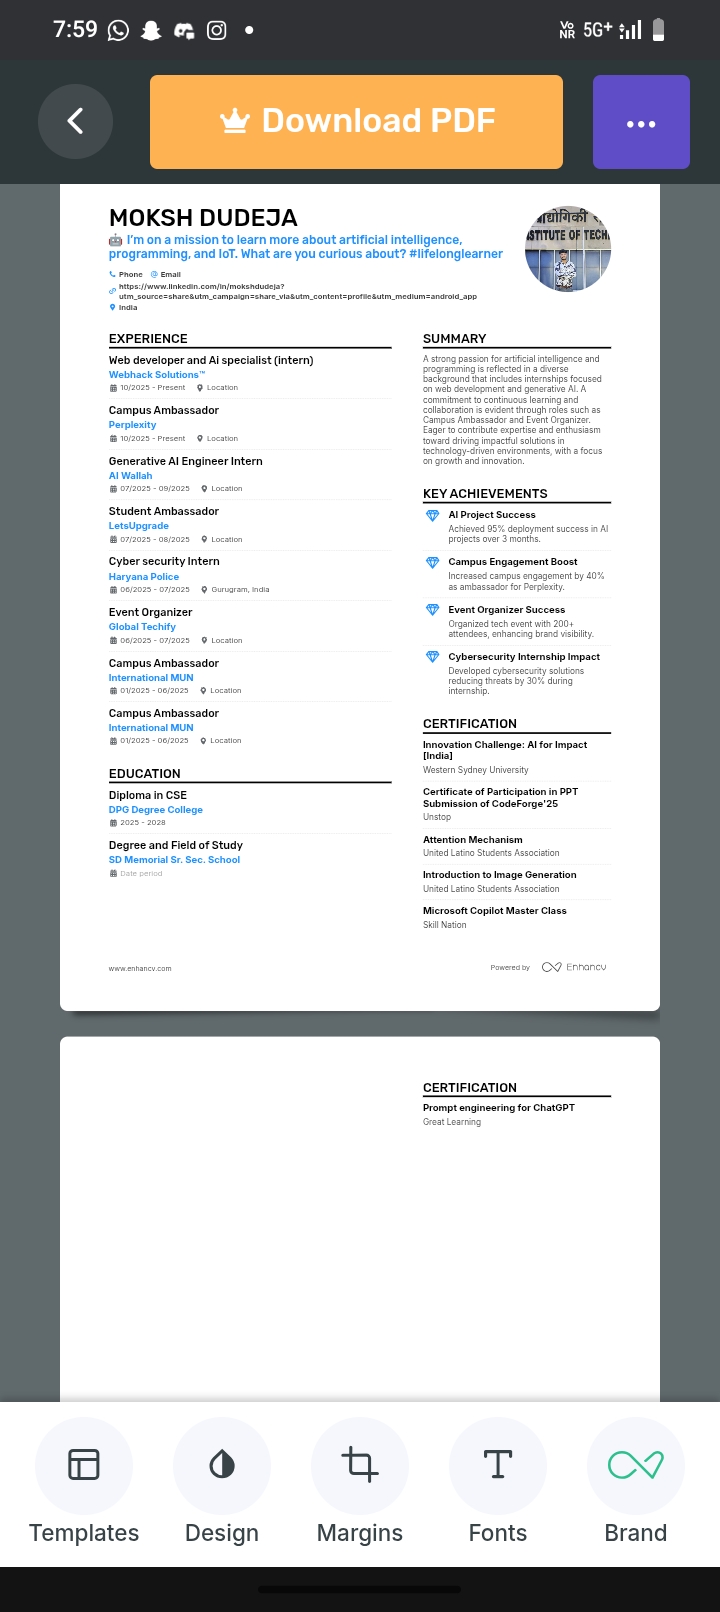 7:59
Vo
NR
5G+
Download PDF
MOKSH DUDEJA
🤖 I'm on a mission to learn more about artificial intelligence,
programming, and IoT. What are you curious about? #lifelonglearner
Phone @ Email
https://www.linkedin.com/in/mokshdudeja?
utm_source=share&utm_campaign=share_via&utm_content=profile&utm_medium=android_app
India
EXPERIENCE
Web developer and Ai specialist (intern)
Webhack Solutions™
10/2025 - Present Location
Campus Ambassador
Perplexity
10/2025 - Present Location
Generative AI Engineer Intern
AI Wallah
07/2025 - 09/2025 Location
Student Ambassador
LetsUpgrade
07/2025 - 08/2025 Location
Cyber security Intern
Haryana Police
06/2025 - 07/2025 Gurugram, India
Event Organizer
Global Techify
06/2025 - 07/2025 Location
Campus Ambassador
International MUN
01/2025 - 06/2025 Location
Campus Ambassador
International MUN
01/2025 - 06/2025 Location
EDUCATION
Diploma in CSE
DPG Degree College
2025 - 2028
Degree and Field of Study
SD Memorial Sr. Sec. School
Date period
द्योगिकी
STITUTE OF TECH
SUMMARY
A strong passion for artificial intelligence and
programming is reflected in a diverse
background that includes internships focused
on web development and generative AI. A
commitment to continuous learning and
collaboration is evident through roles such as
Campus Ambassador and Event Organizer.
Eager to contribute expertise and enthusiasm
toward driving impactful solutions in
technology-driven environments, with a focus
on growth and innovation.
KEY ACHIEVEMENTS
AI Project Success
Achieved 95% deployment success in AI
projects over 3 months.
Campus Engagement Boost
Increased campus engagement by 40%
as ambassador for Perplexity.
Event Organizer Success
Organized tech event with 200+
attendees, enhancing brand visibility.
Cybersecurity Internship Impact
Developed cybersecurity solutions
reducing threats by 30% during
internship.
CERTIFICATION
Innovation Challenge: AI for Impact
[India]
Western Sydney University
Certificate of Participation in PPT
Submission of CodeForge'25
Unstop
Attention Mechanism
United Latino Students Association
Introduction to Image Generation
United Latino Students Association
Microsoft Copilot Master Class
Skill Nation
www.enhancv.com
Powered by Enhancv
CERTIFICATION
Prompt engineering for ChatGPT
Great Learning
Templates
Design
Margins
Fonts
Brand